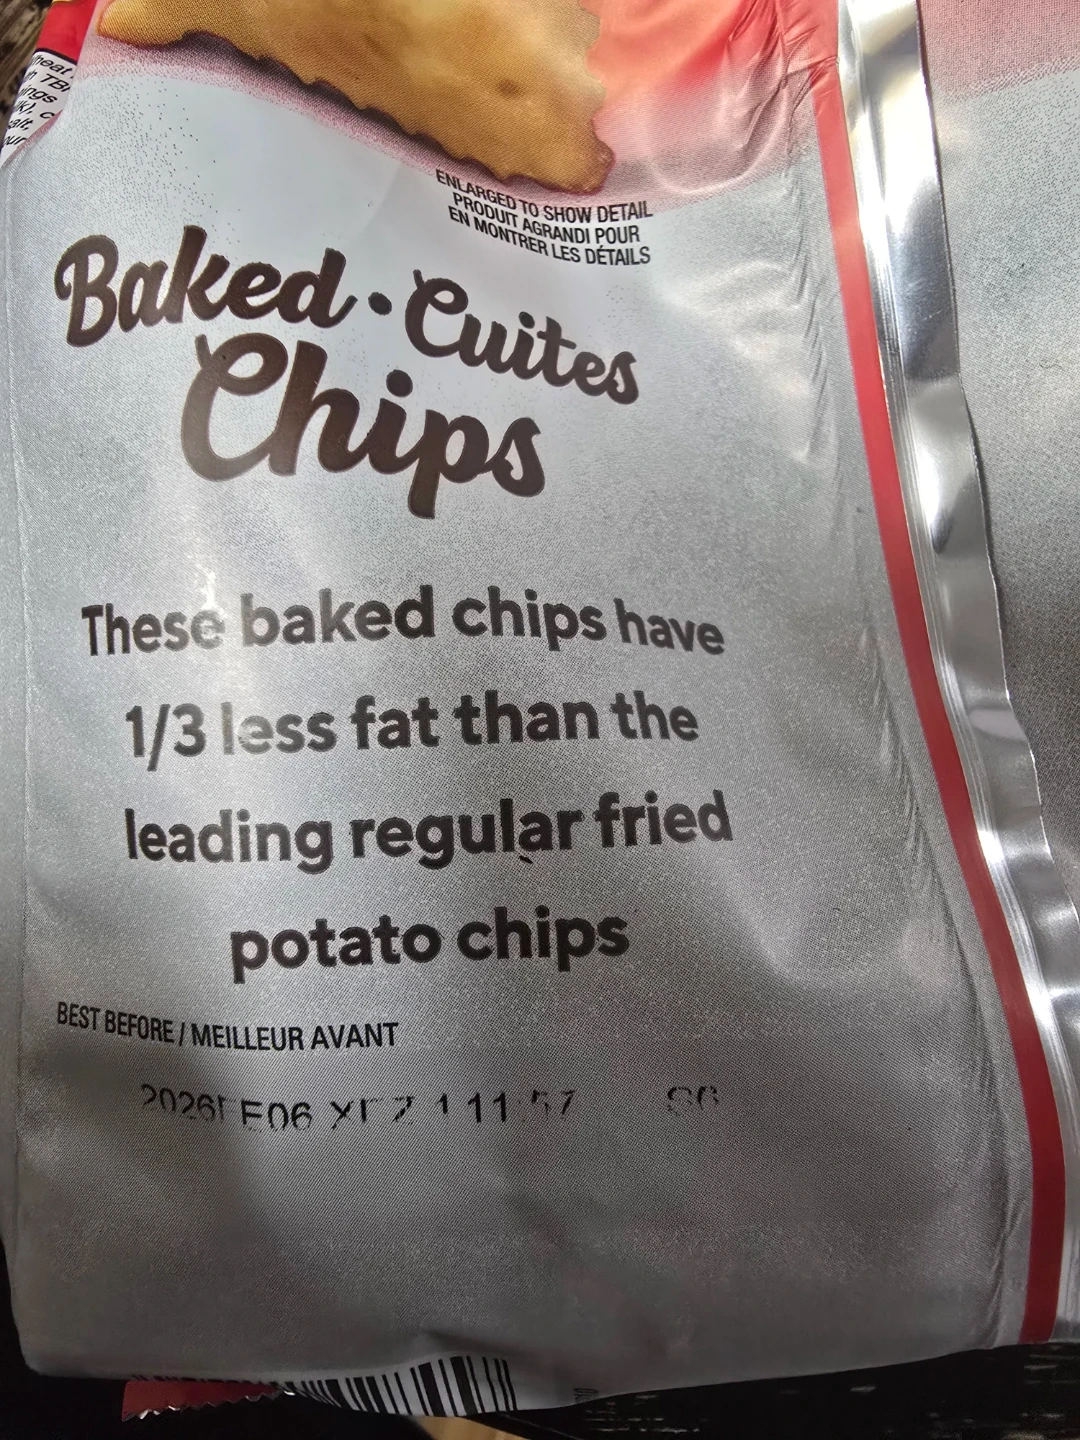 ENLARGED TO SHOW DETAIL
PRODUIT AGRANDI POUR
EN MONTRER LES DÉTAILS
Baked • Cuites
Chips
These baked chips have
1/3 less fat than the
leading regular fried
potato chips
BEST BEFORE / MEILLEUR AVANT